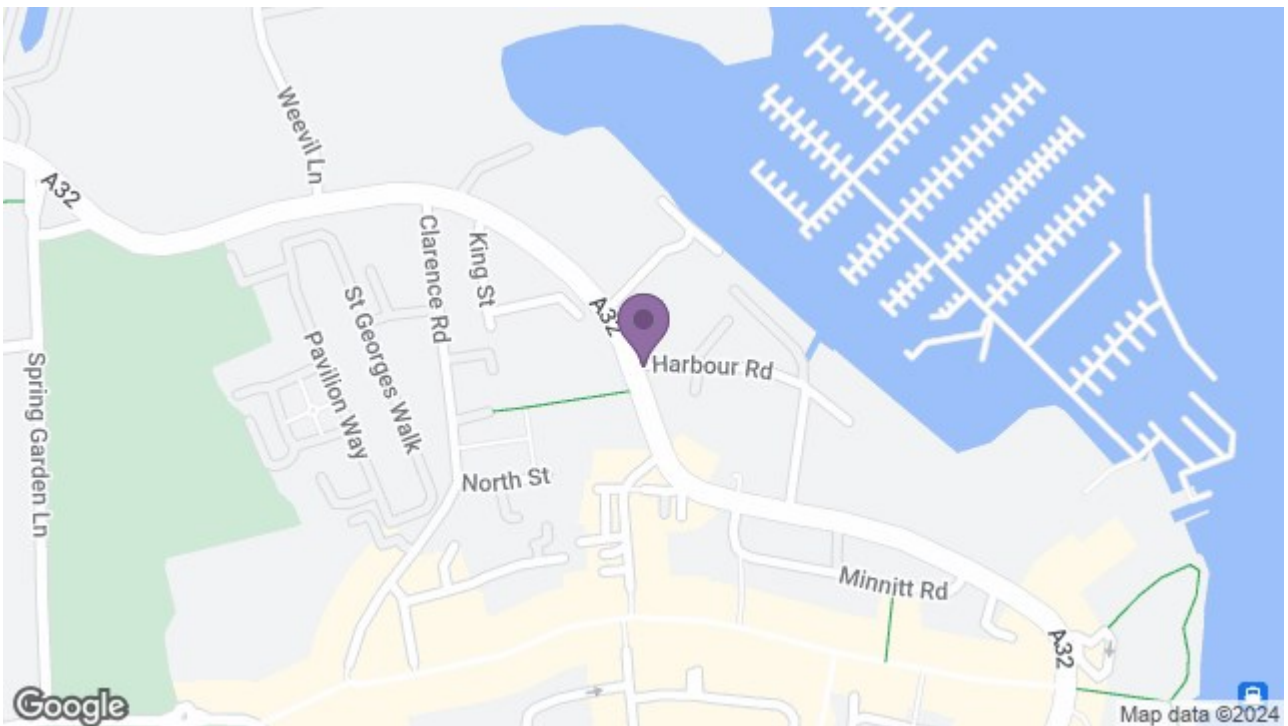 Weevil Ln
A32
Clarence Rd
King St
St Georges Walk
A32
Pavilion Way
Harbour Rd
Spring Garden Ln
North St
Minnitt Rd
A32
Google
Map data ©2024